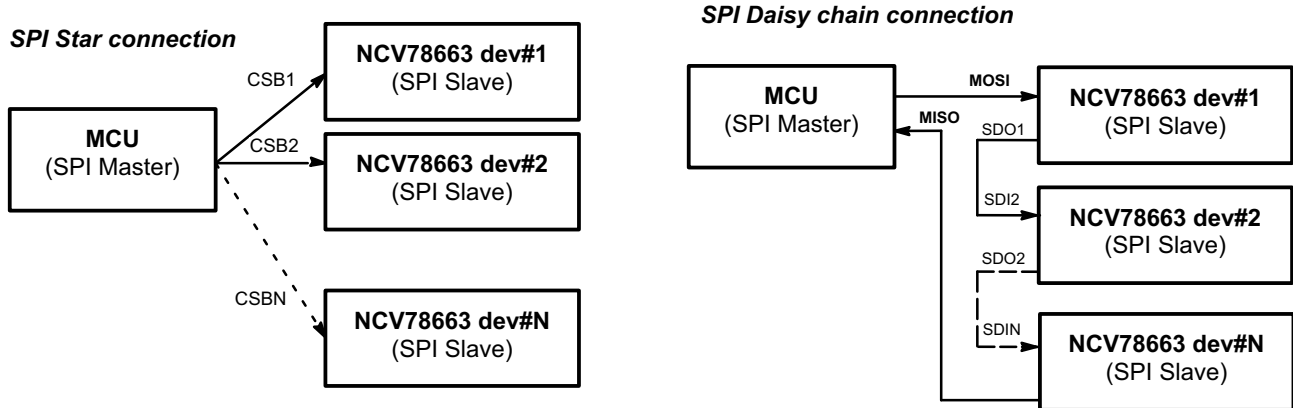 SPI Star connection
NCV78663 dev#1
(SPI Slave)
CSB1
MCU
(SPI Master)
CSB2
NCV78663 dev#2
(SPI Slave)
CSBN
NCV78663 dev#N
(SPI Slave)
SPI Daisy chain connection
MCU
(SPI Master)
MOSI
MISO
NCV78663 dev#1
(SPI Slave)
SDO1
SDI2
NCV78663 dev#2
(SPI Slave)
SDO2
SDIN
NCV78663 dev#N
(SPI Slave)